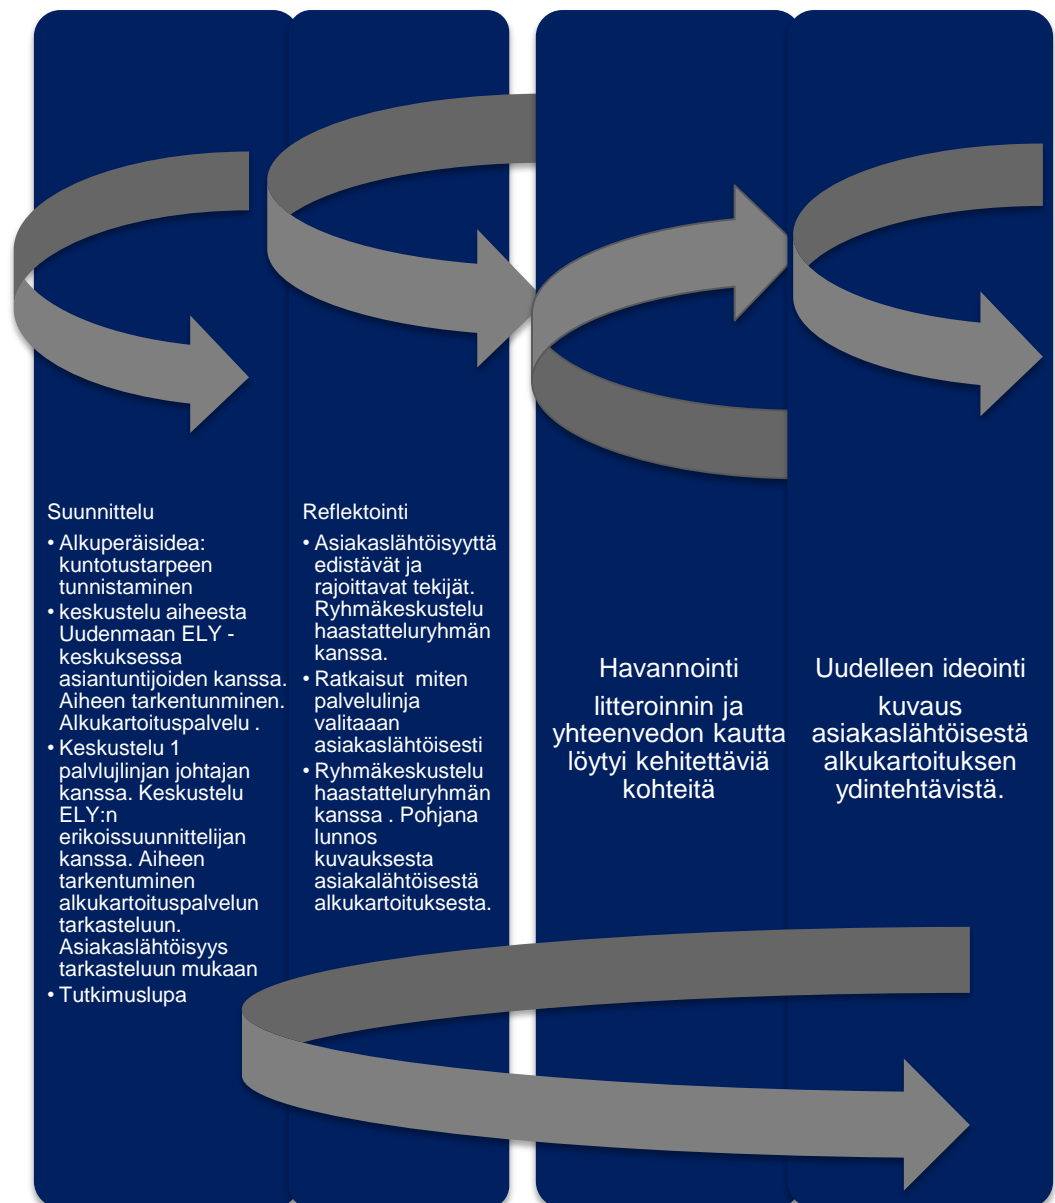 Suunnittelu
• Alkuperäisidea:
kuntotustarpeen
tunnistaminen
• keskustelu aiheesta
Uudenmaan ELY -
keskuksessa
asiantuntijoiden kanssa.
Aiheen tarkentunminen.
Alkukartoituspalvelu .
• Keskustelu 1
palvlujlinjan johtajan
kanssa. Keskustelu
ELY:n
erikoissuunnittelijan
kanssa. Aiheen
tarkentuminen
alkukartoituspalvelun
tarkasteluun.
Asiakaslähtöisyys
tarkasteluun mukaan
• Tutkimuslupa
Reflektointi
• Asiakaslähtöisyyttä
edistävät ja
rajoittavat tekijät.
Ryhmäkeskustelu
haastatteluryhmän
kanssa.
• Ratkaisut miten
palvelulinja
valitaaan
asiakaslähtöisesti
• Ryhmäkeskustelu
haastatteluryhmän
kanssa . Pohjana
lunnos
kuvauksesta
asiakalähtöisestä
alkukartoituksesta.
Havannointi
litteroinnin ja
yhteenvedon kautta
löytyi kehitettäviä
kohteitä
Uudelleen ideointi
kuvaus
asiakaslähtöisestä
alkukartoituksen
ydintehtävistä.